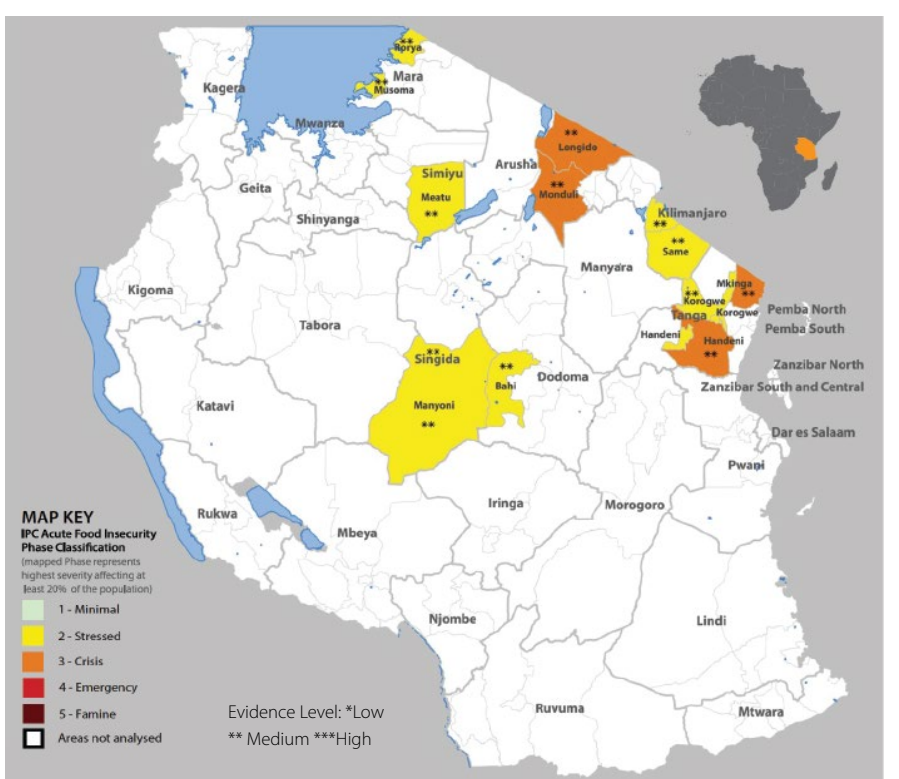 **
Rorya
Mara
**
Musoma
Kagera
Mwanza
**
Longido
Arusha
**
Monduli
Simiyu
Meatu
**
Geita
Shinyanga
Kilimanjaro
**
**
Same
Manyara
Mkinga
**
**
Korogwe
Korogwe
Kigoma
Tabora
Tanga
Pemba North
Pemba South
Handeni
Handeni
**
**
Singida
**
Bahi
Dodoma
Zanzibar North
Zanzibar South and Central
Katavi
Manyoni
**
Dar es Salaam
Pwani
Iringa
Morogoro
Rukwa
Mbeya
Njombe
Lindi
Ruvuma
Mtwara
MAP KEY
IPC Acute Food Insecurity
Phase Classification
(mapped Phase represents
highest severity affecting at
least 20% of the population)
1 - Minimal
2 - Stressed
3 - Crisis
4 - Emergency
5 - Famine
Areas not analysed
Evidence Level: *Low
** Medium ***High